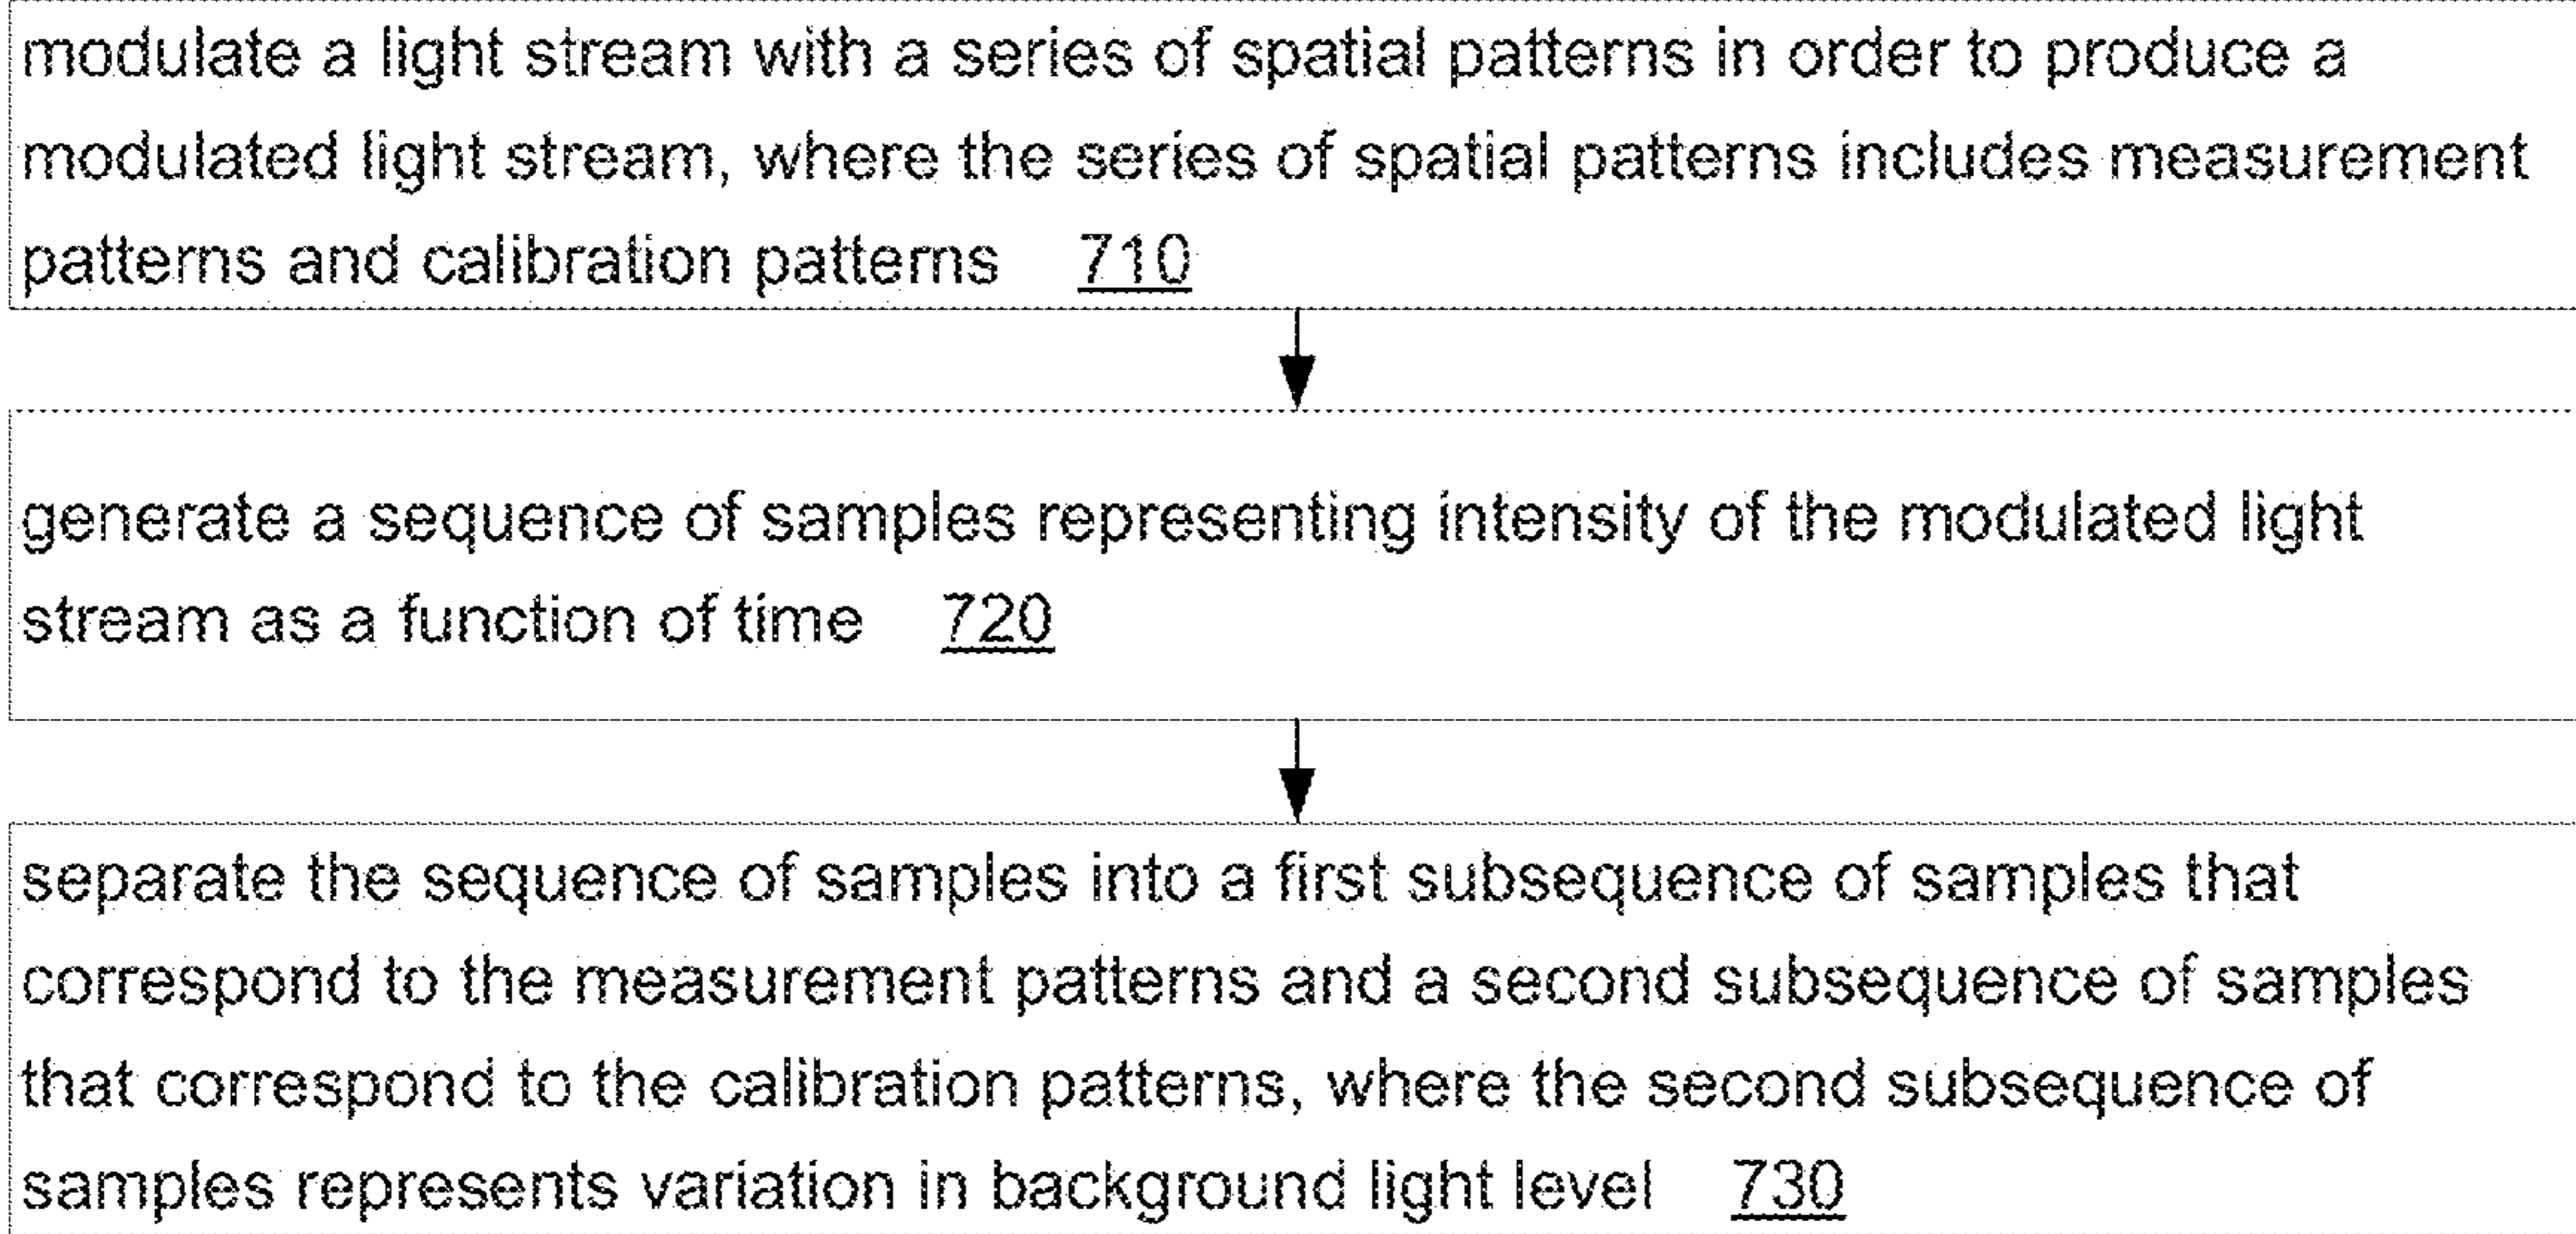 modulate a light stream with a series of spatial patterns in order to produce a
modulated light stream, where the series of spatial patterns includes measurement
patterns and calibration patterns 710
generate a sequence of samples representing intensity of the modulated light
stream as a function of time 720
separate the sequence of samples into a first subsequence of samples that
correspond to the measurement patterns and a second subsequence of samples
that correspond to the calibration patterns, where the second subsequence of
samples represents variation in background light level 730